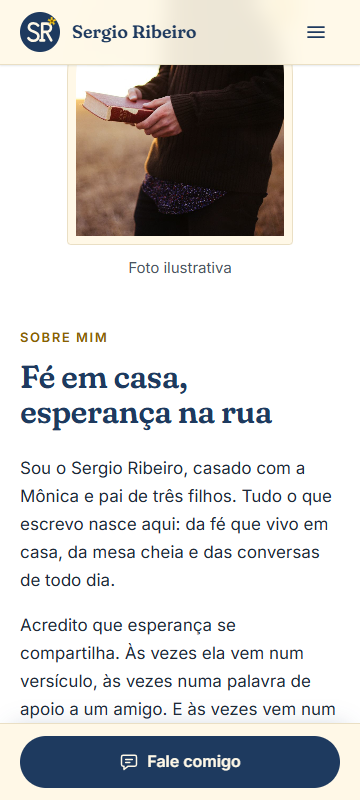 SR
Sergio Ribeiro
Foto ilustrativa
SOBRE MIM
Fé em casa,
esperança na rua
Sou o Sergio Ribeiro, casado com a
Mônica e pai de três filhos. Tudo o que
escrevo nasce aqui: da fé que vivo em
casa, da mesa cheia e das conversas
de todo dia.
Acredito que esperança se
compartilha. Às vezes ela vem num
versículo, às vezes numa palavra de
apoio a um amigo. E às vezes vem num
Fale comigo